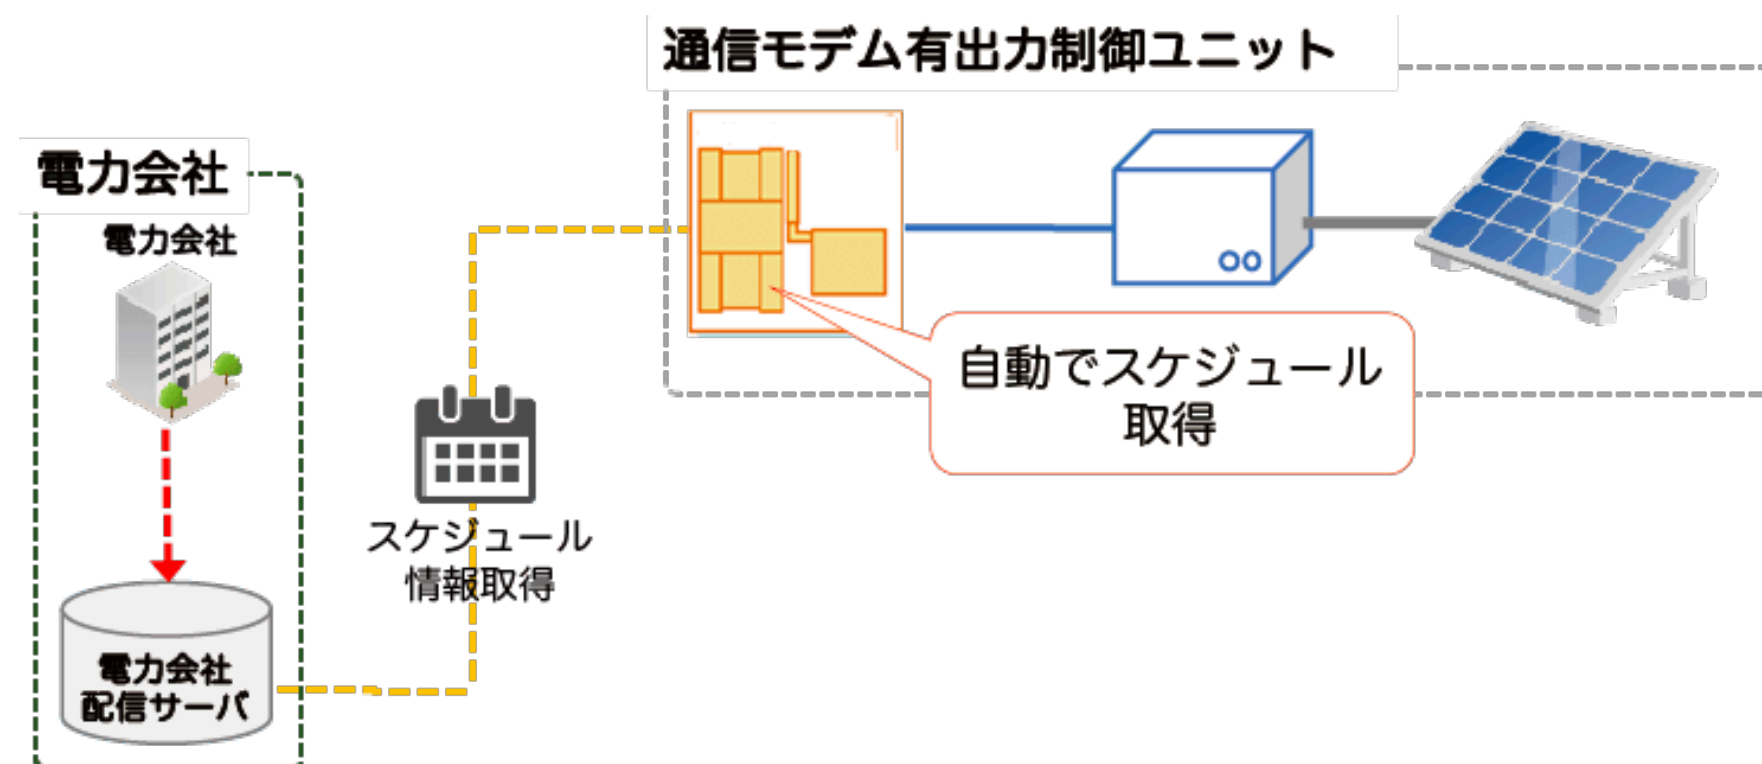 通信モデム有出力制御ユニット
電力会社
電力会社
自動でスケジュール
取得
スケジュール
情報取得
電力会社
配信サーバ